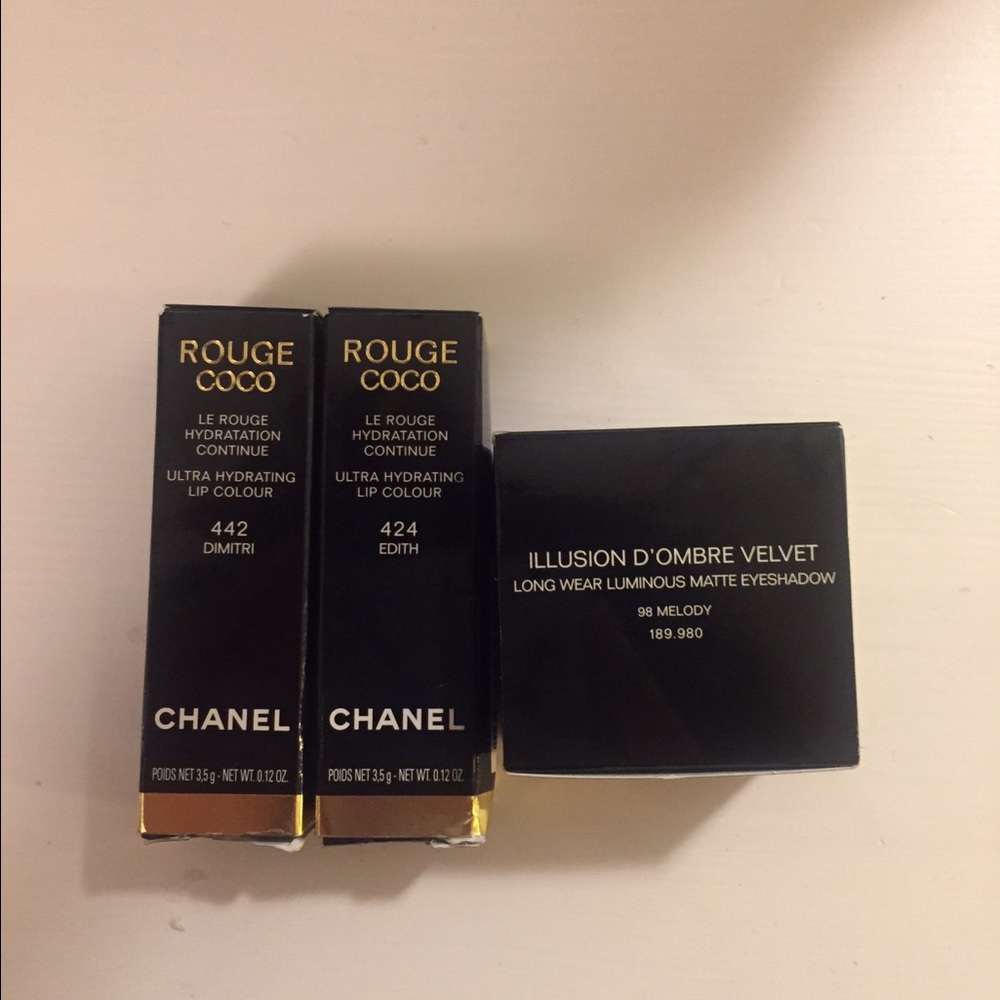 ROUGE
COCO
LE ROUGE
HYDRATATION
CONTINUE
ULTRA HYDRATING
LIP COLOUR
442
DIMITRI
CHANEL
POIDS NET 3,5 g - NET WT. 0.12 OZ.
ROUGE
COCO
LE ROUGE
HYDRATATION
CONTINUE
ULTRA HYDRATING
LIP COLOUR
424
EDITH
CHANEL
POIDS NET 3,5 g - NET WT. 0.12 OZ.
ILLUSION D'OMBRE VELVET
LONG WEAR LUMINOUS MATTE EYESHADOW
98 MELODY
189.980